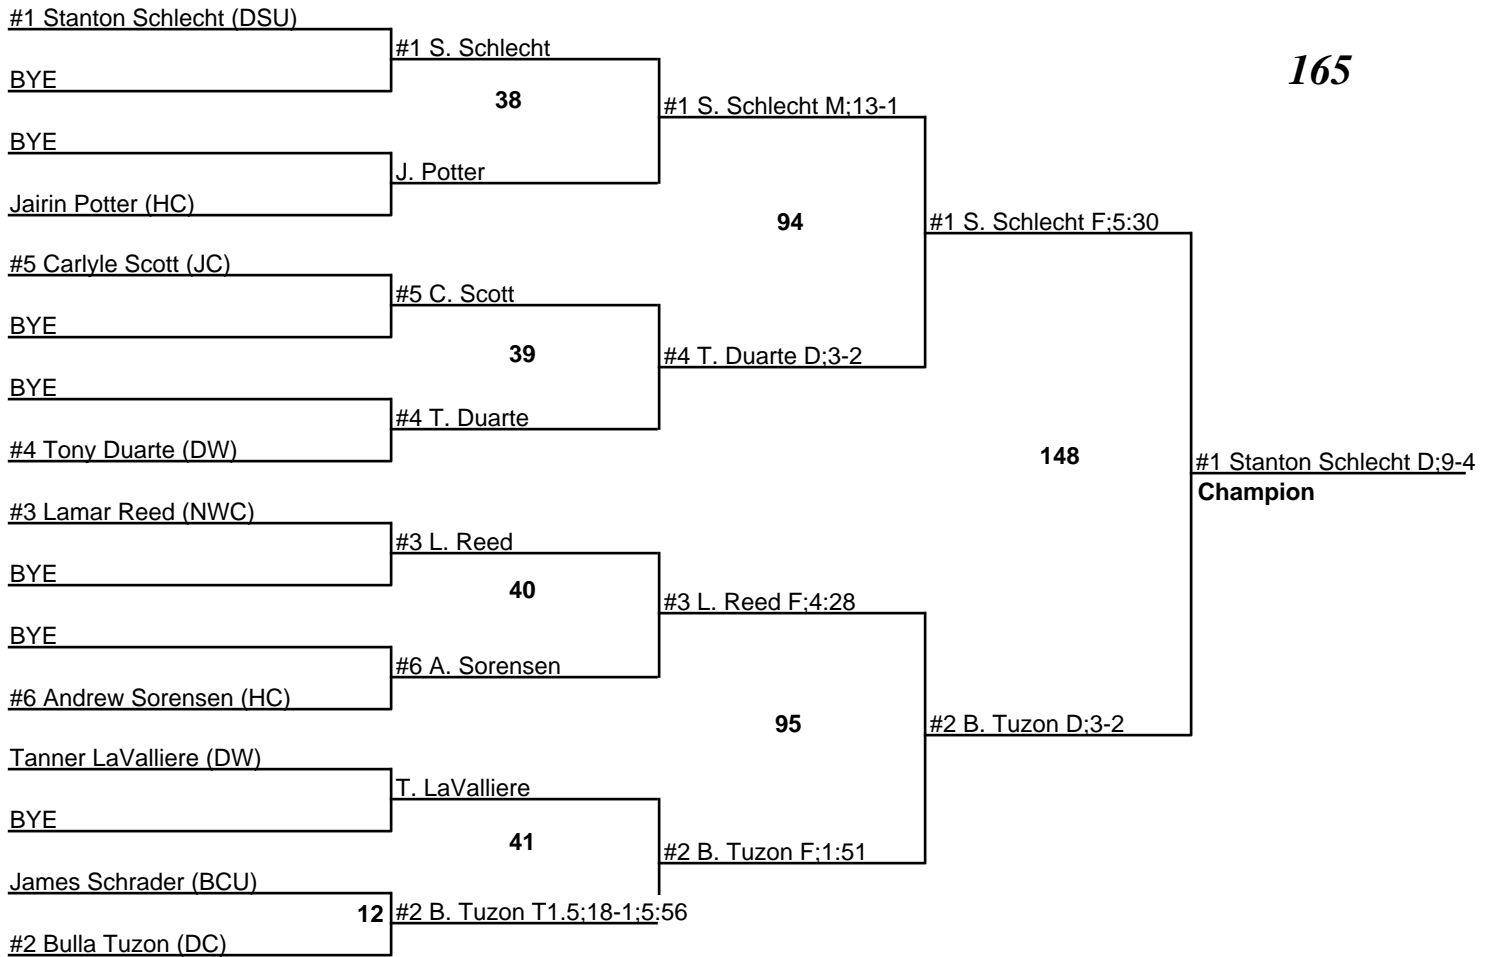 #1 Stanton Schlecht (DSU)
BYE
BYE
Jairin Potter (HC)
#5 Carlyle Scott (JC)
BYE
BYE
#4 Tony Duarte (DW)
#3 Lamar Reed (NWC)
BYE
BYE
#6 Andrew Sorensen (HC)
Tanner LaValliere (DW)
BYE
James Schrader (BCU)
#2 Bulla Tuzon (DC)
12
#1 S. Schlecht
38
J. Potter
#5 C. Scott
39
#4 T. Duarte
#3 L. Reed
40
#6 A. Sorensen
T. LaValliere
41
#2 B. Tuzon T1.5;18-1;5:56
#1 S. Schlecht M;13-1
94
#4 T. Duarte D;3-2
#3 L. Reed F;4:28
95
#2 B. Tuzon F;1:51
#1 S. Schlecht F;5:30
148
#2 B. Tuzon D;3-2
165
#1 Stanton Schlecht D;9-4
Champion